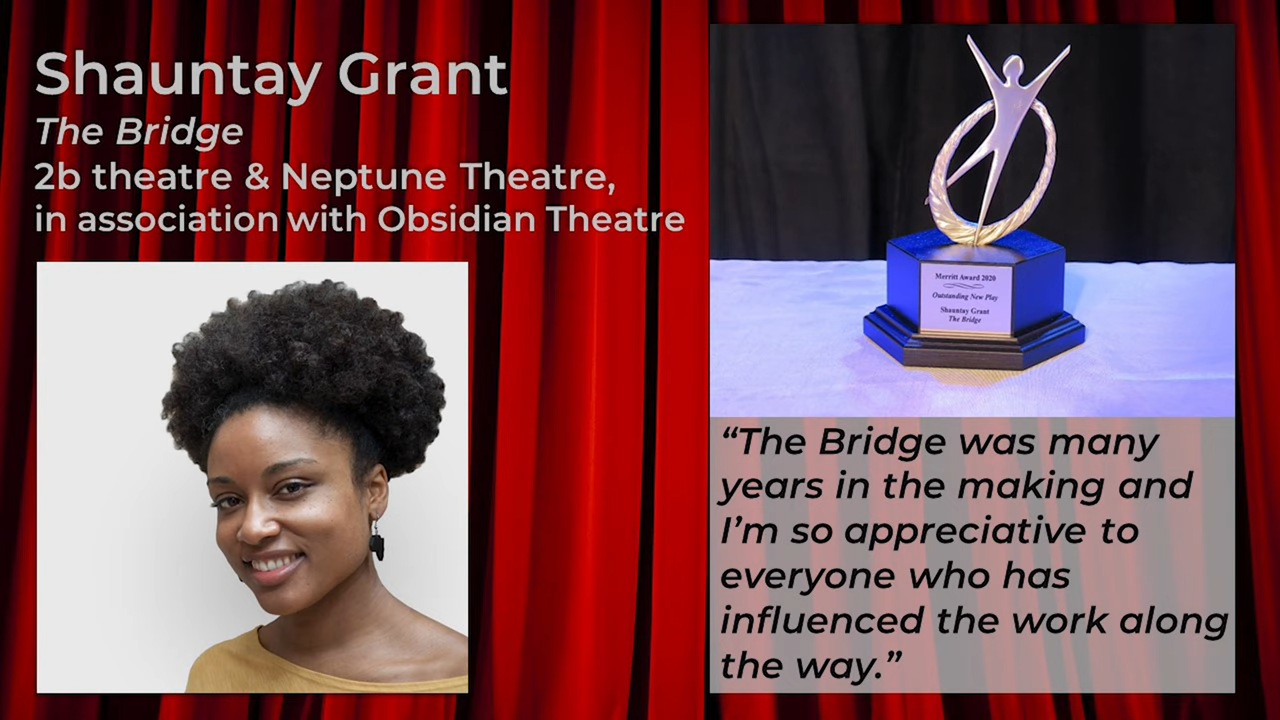 Shauntay Grant
The Bridge
2b theatre & Neptune Theatre,
in association with Obsidian Theatre
Merritt Award 2020
Outstanding New Play
Shauntay Grant
The Bridge
“The Bridge was many
years in the making and
I’m so appreciative to
everyone who has
influenced the work along
the way.”